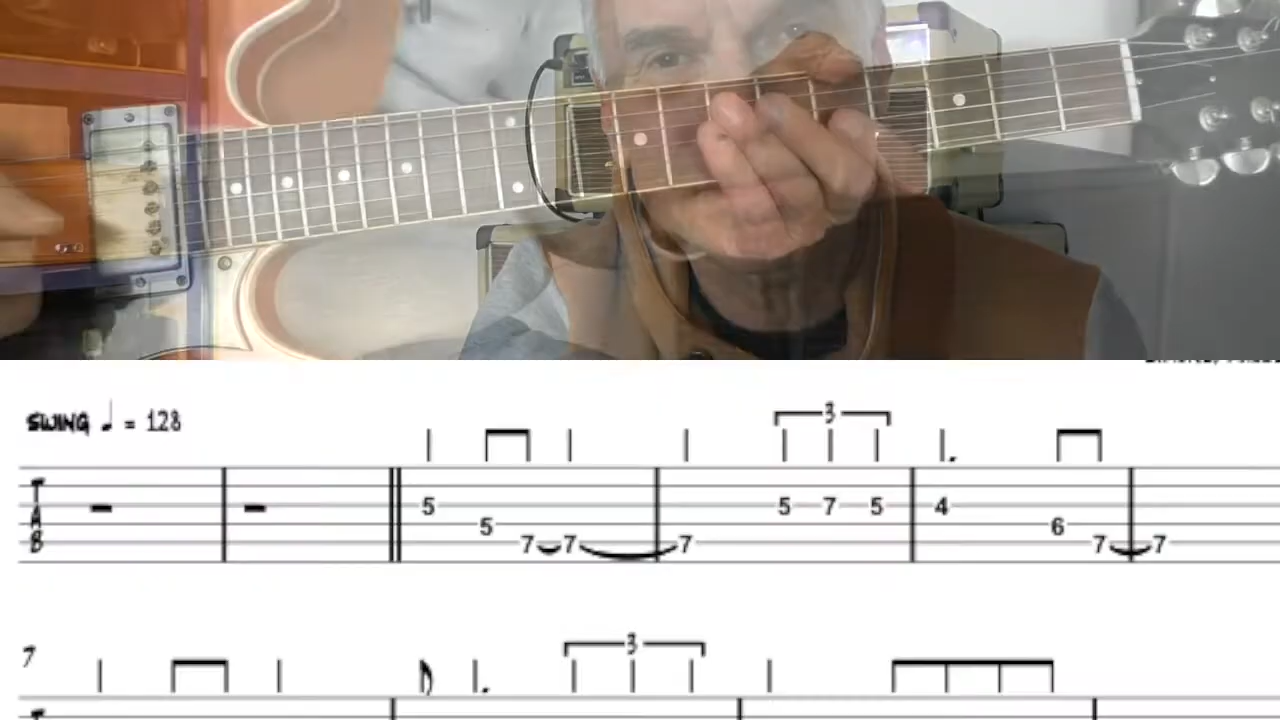 SWING ♩ = 128
3
T A B
5 5 7 7 7 5 7 5 4 6 7 7
7
3